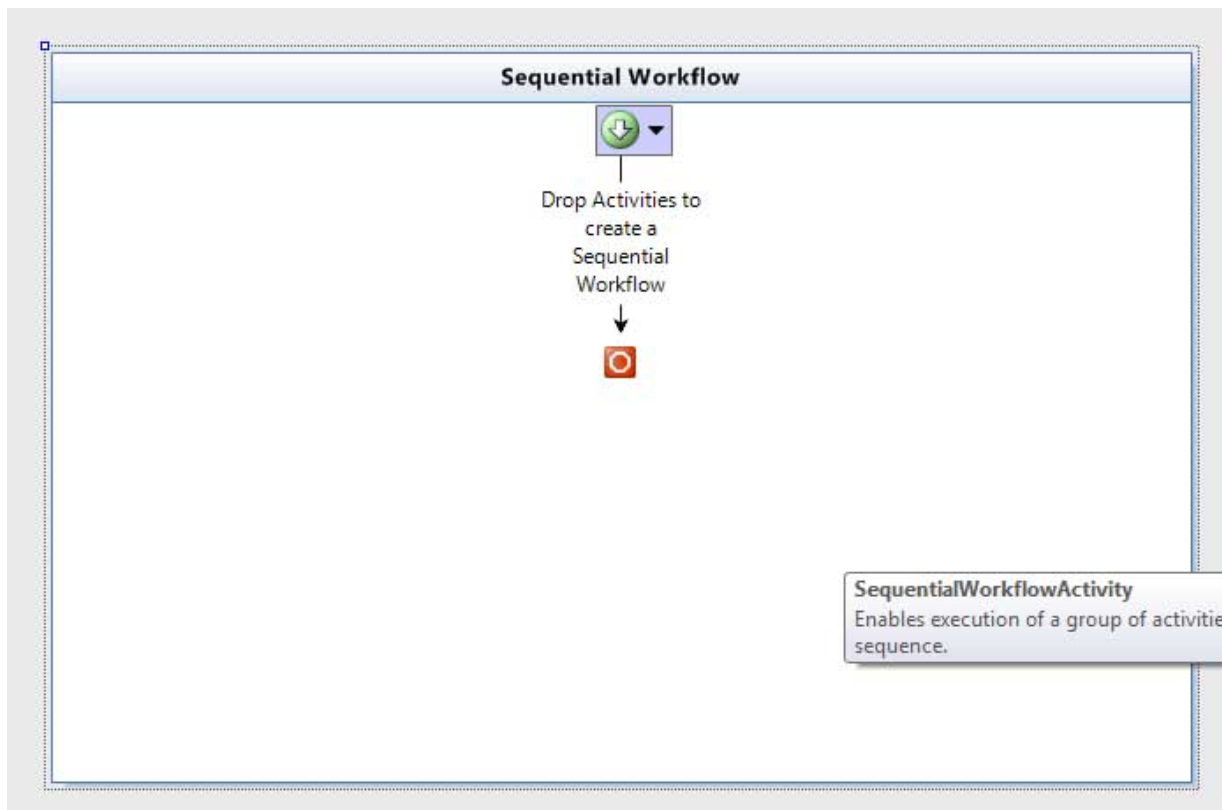 Sequential Workflow
Drop Activities to
create a
Sequential
Workflow
SequentialWorkflowActivity
Enables execution of a group of activitie
sequence.